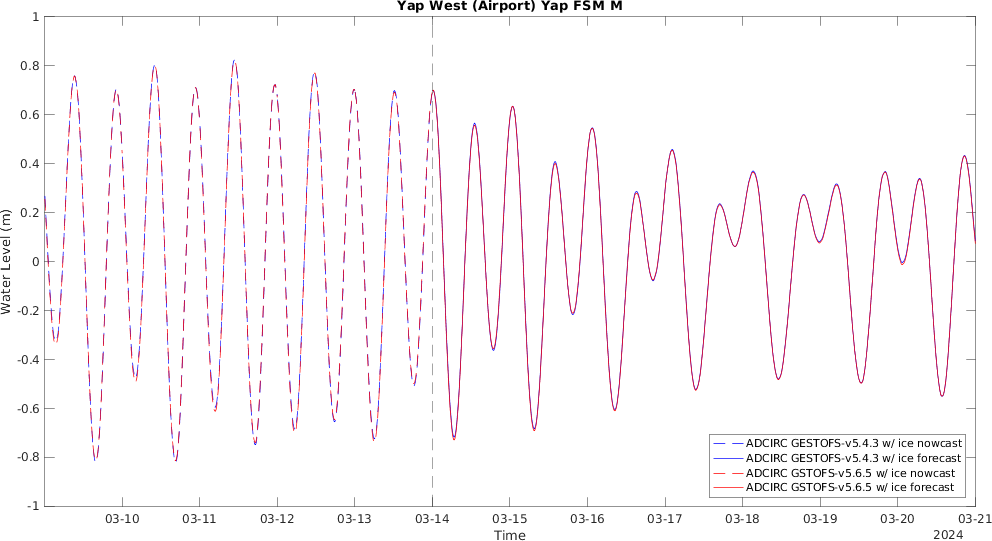 Yap West (Airport) Yap FSM M
1
0.8
0.6
0.4
0.2
0
-0.2
-0.4
-0.6
-0.8
-1
Water Level (m)
03-10 03-11 03-12 03-13 03-14 03-15 03-16 03-17 03-18 03-19 03-20 03-21
Time
2024
ADCIRC GESTOFS-v5.4.3 w/ ice nowcast
ADCIRC GESTOFS-v5.4.3 w/ ice forecast
ADCIRC GSTOFS-v5.6.5 w/ ice nowcast
ADCIRC GSTOFS-v5.6.5 w/ ice forecast